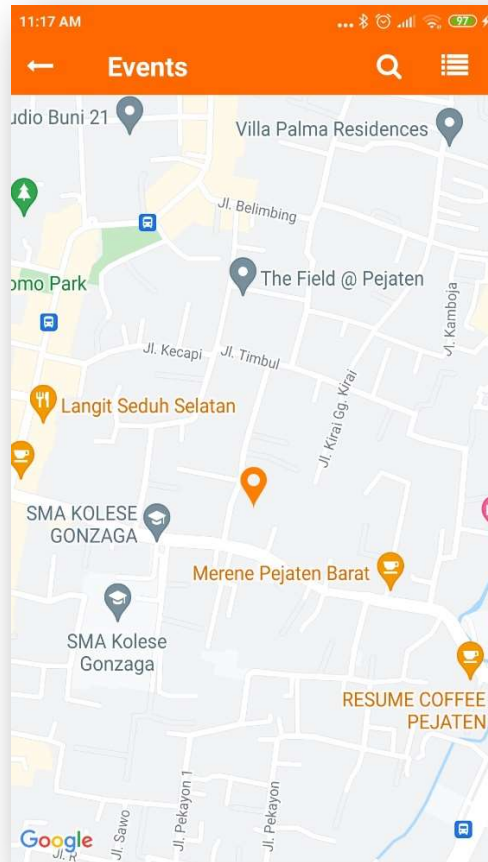 11:17 AM
97
Events
udio Buni 21
Villa Palma Residences
Jl. Belimbing
omo Park
The Field @ Pejaten
Jl. Kamboja
Jl. Kecapi
Jl. Timbul
Jl. Kirai Gg. Kirai
Langit Seduh Selatan
SMA KOLESE
GONZAGA
Merene Pejaten Barat
SMA Kolese
Gonzaga
RESUME COFFEE
PEJATEN
Jl. Pekayon 1
Jl. Pekayon
Jl. Sawo
Google
Jl. R